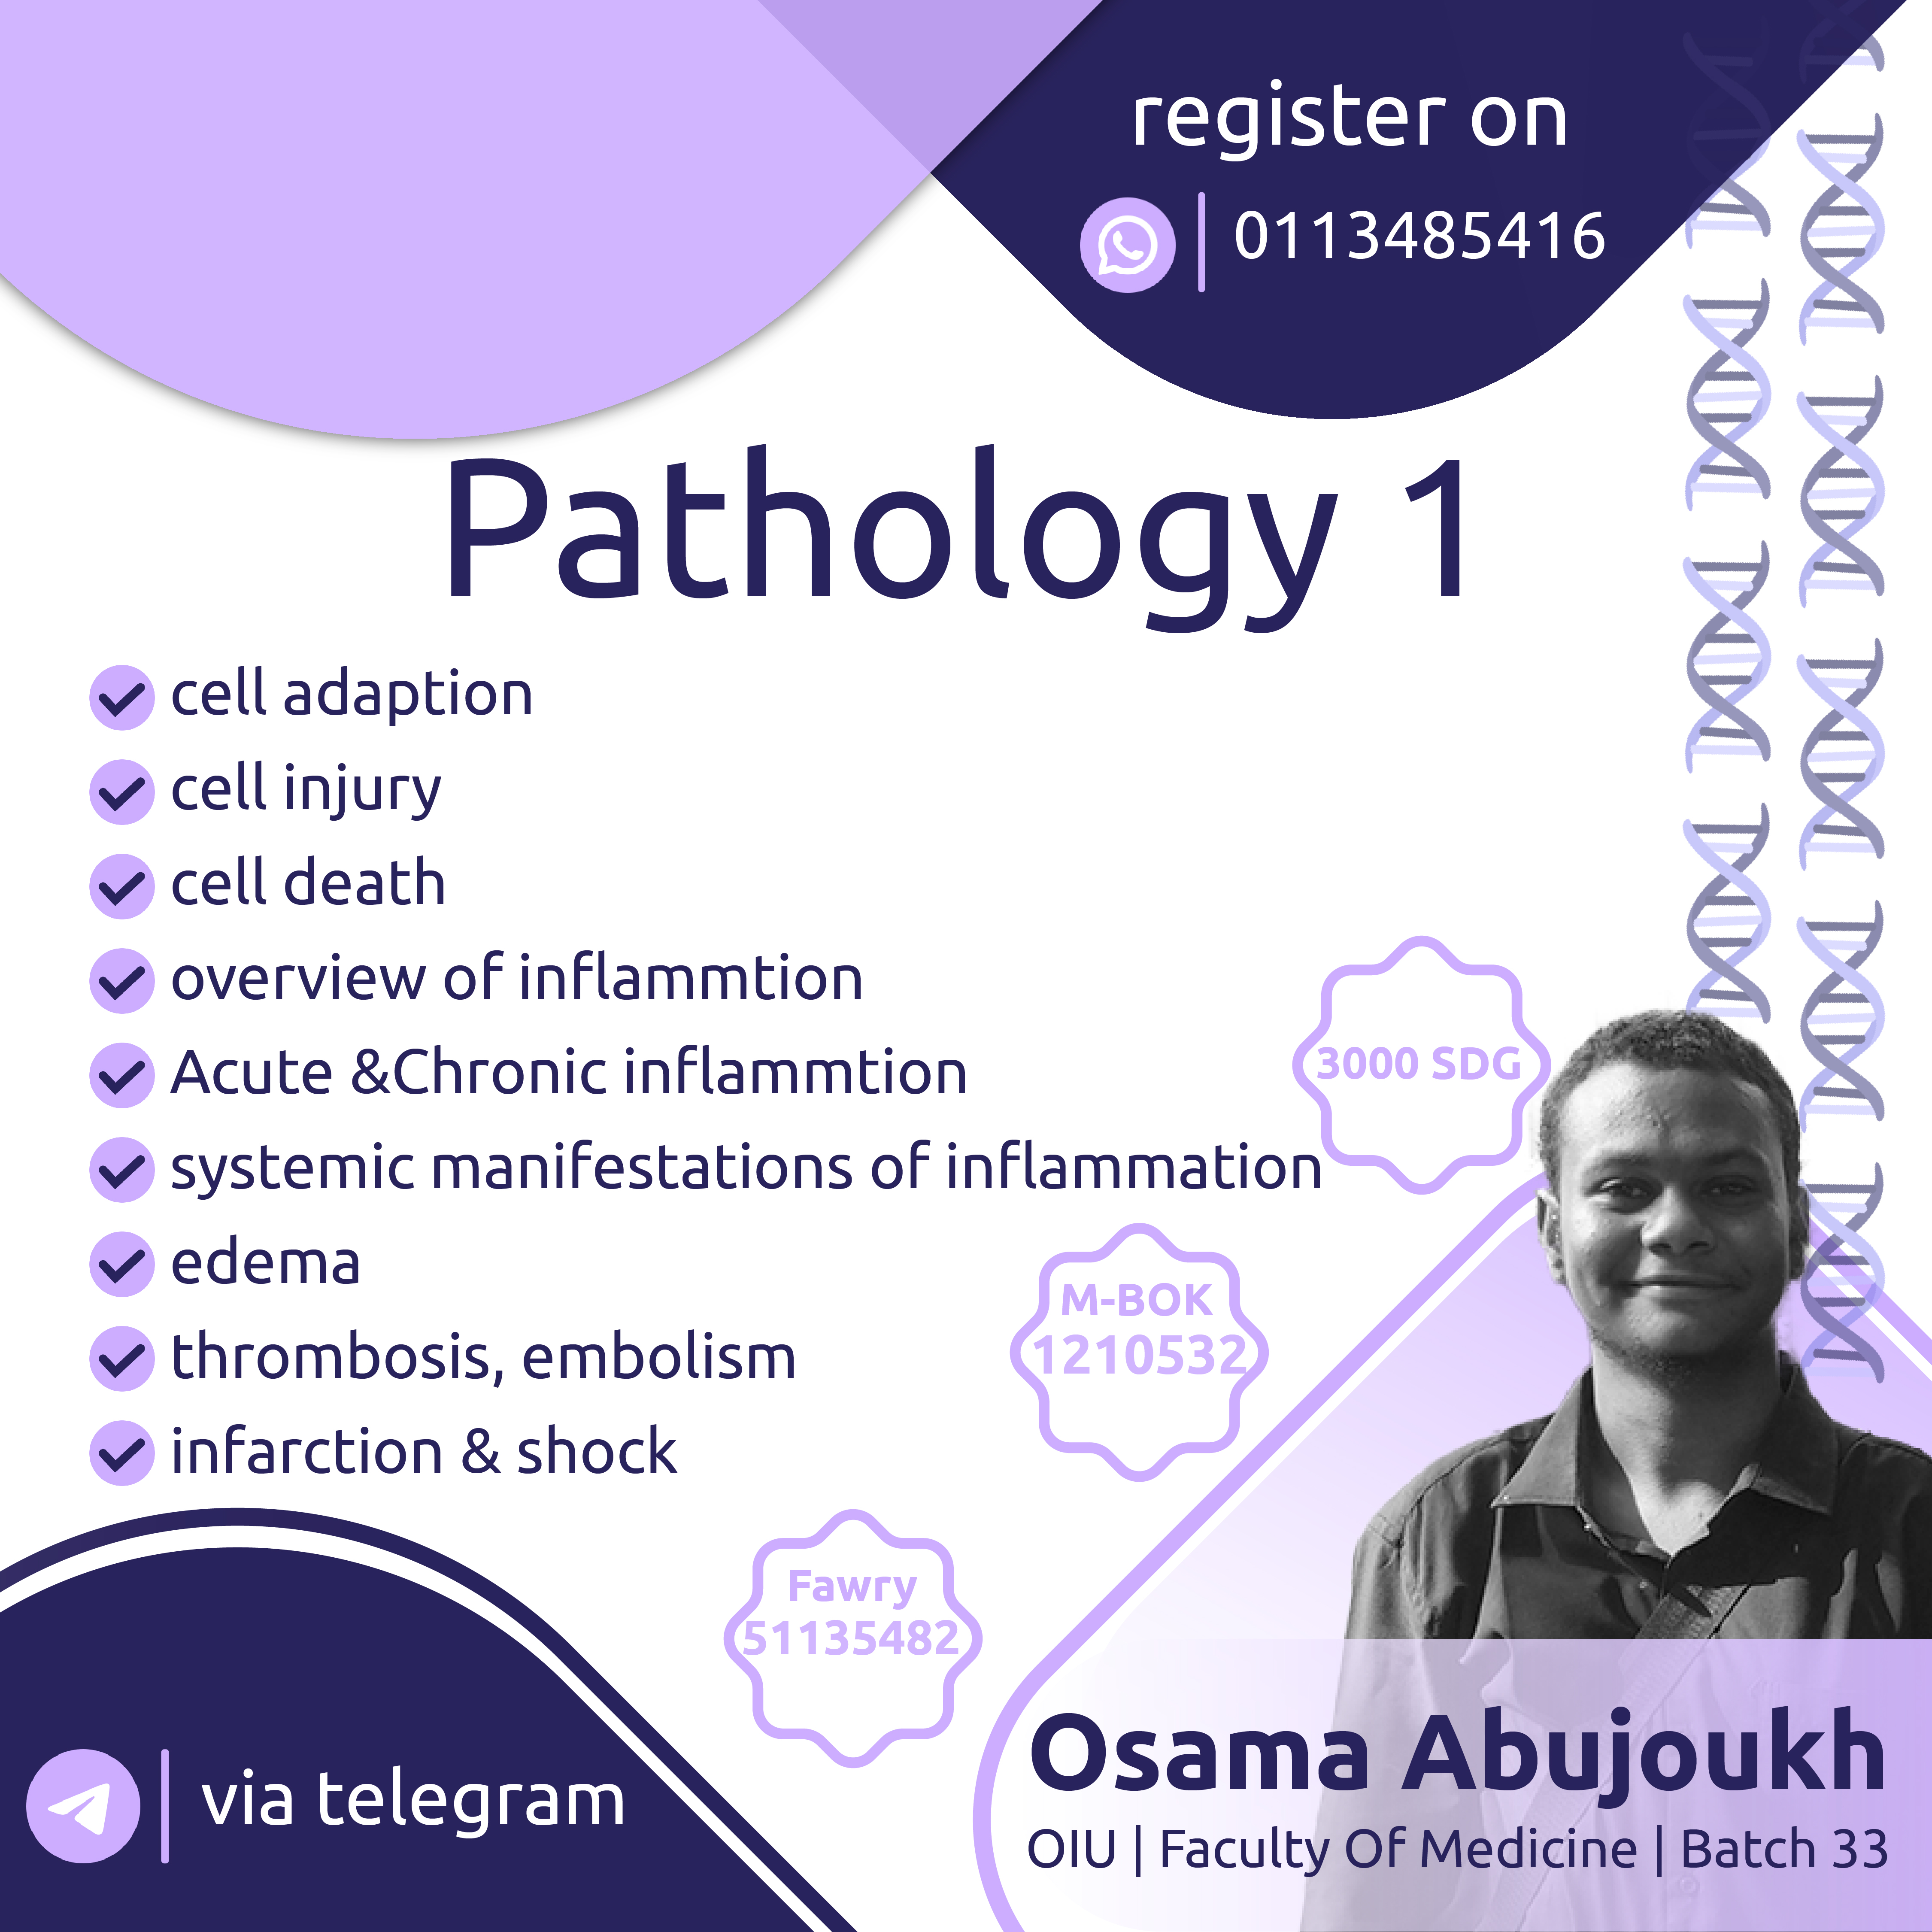 register on
0113485416
Pathology 1
cell adaption
cell injury
cell death
overview of inflammtion
Acute &Chronic inflammtion
systemic manifestations of inflammation
edema
thrombosis, embolism
infarction & shock
3000 SDG
M-BOK
1210532
Fawry
51135482
via telegram
Osama Abujoukh
OIU | Faculty Of Medicine | Batch 33